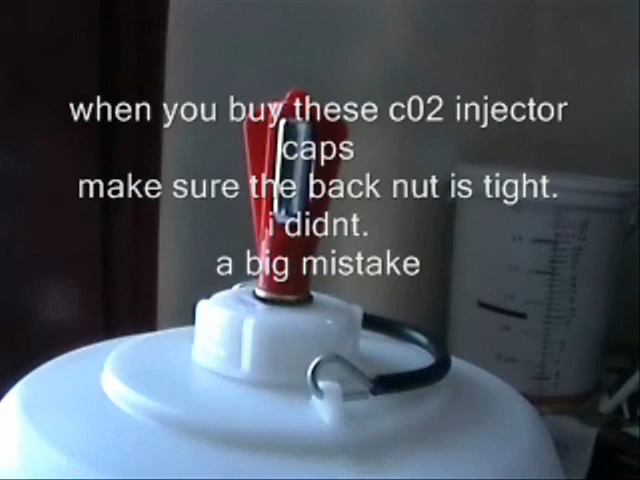 when you buy these c02 injector
caps
make sure the back nut is tight.
i didnt.
a big mistake